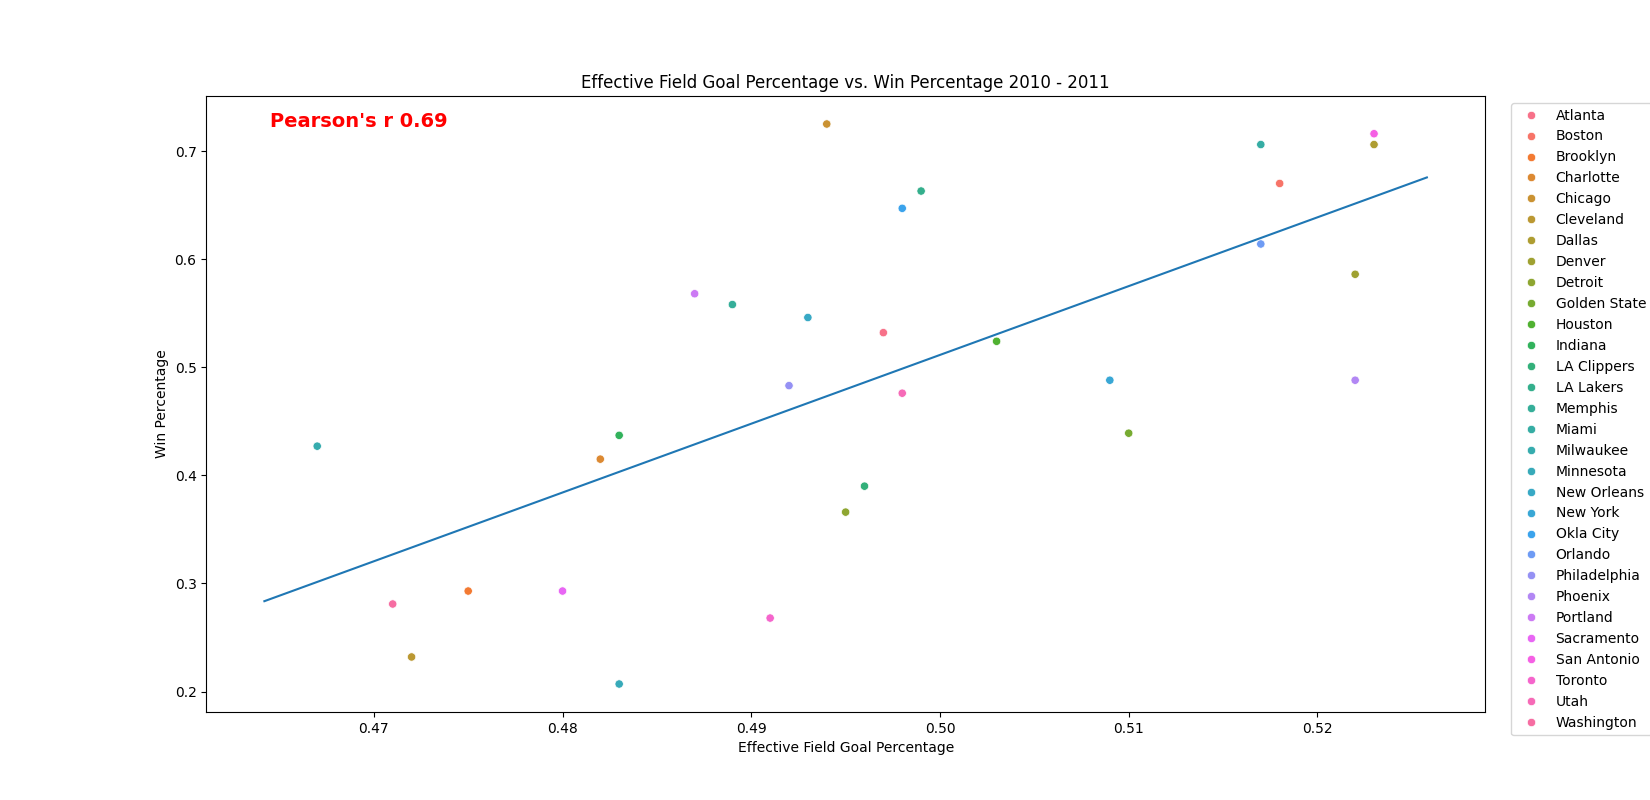 Effective Field Goal Percentage vs. Win Percentage 2010 - 2011
Pearson's r 0.69
Win Percentage
0.7
0.6
0.5
0.4
0.3
0.2
0.47 0.48 0.49 0.50 0.51 0.52
Effective Field Goal Percentage
Atlanta
Boston
Brooklyn
Charlotte
Chicago
Cleveland
Dallas
Denver
Detroit
Golden State
Houston
Indiana
LA Clippers
LA Lakers
Memphis
Miami
Milwaukee
Minnesota
New Orleans
New York
Okla City
Orlando
Philadelphia
Phoenix
Portland
Sacramento
San Antonio
Toronto
Utah
Washington